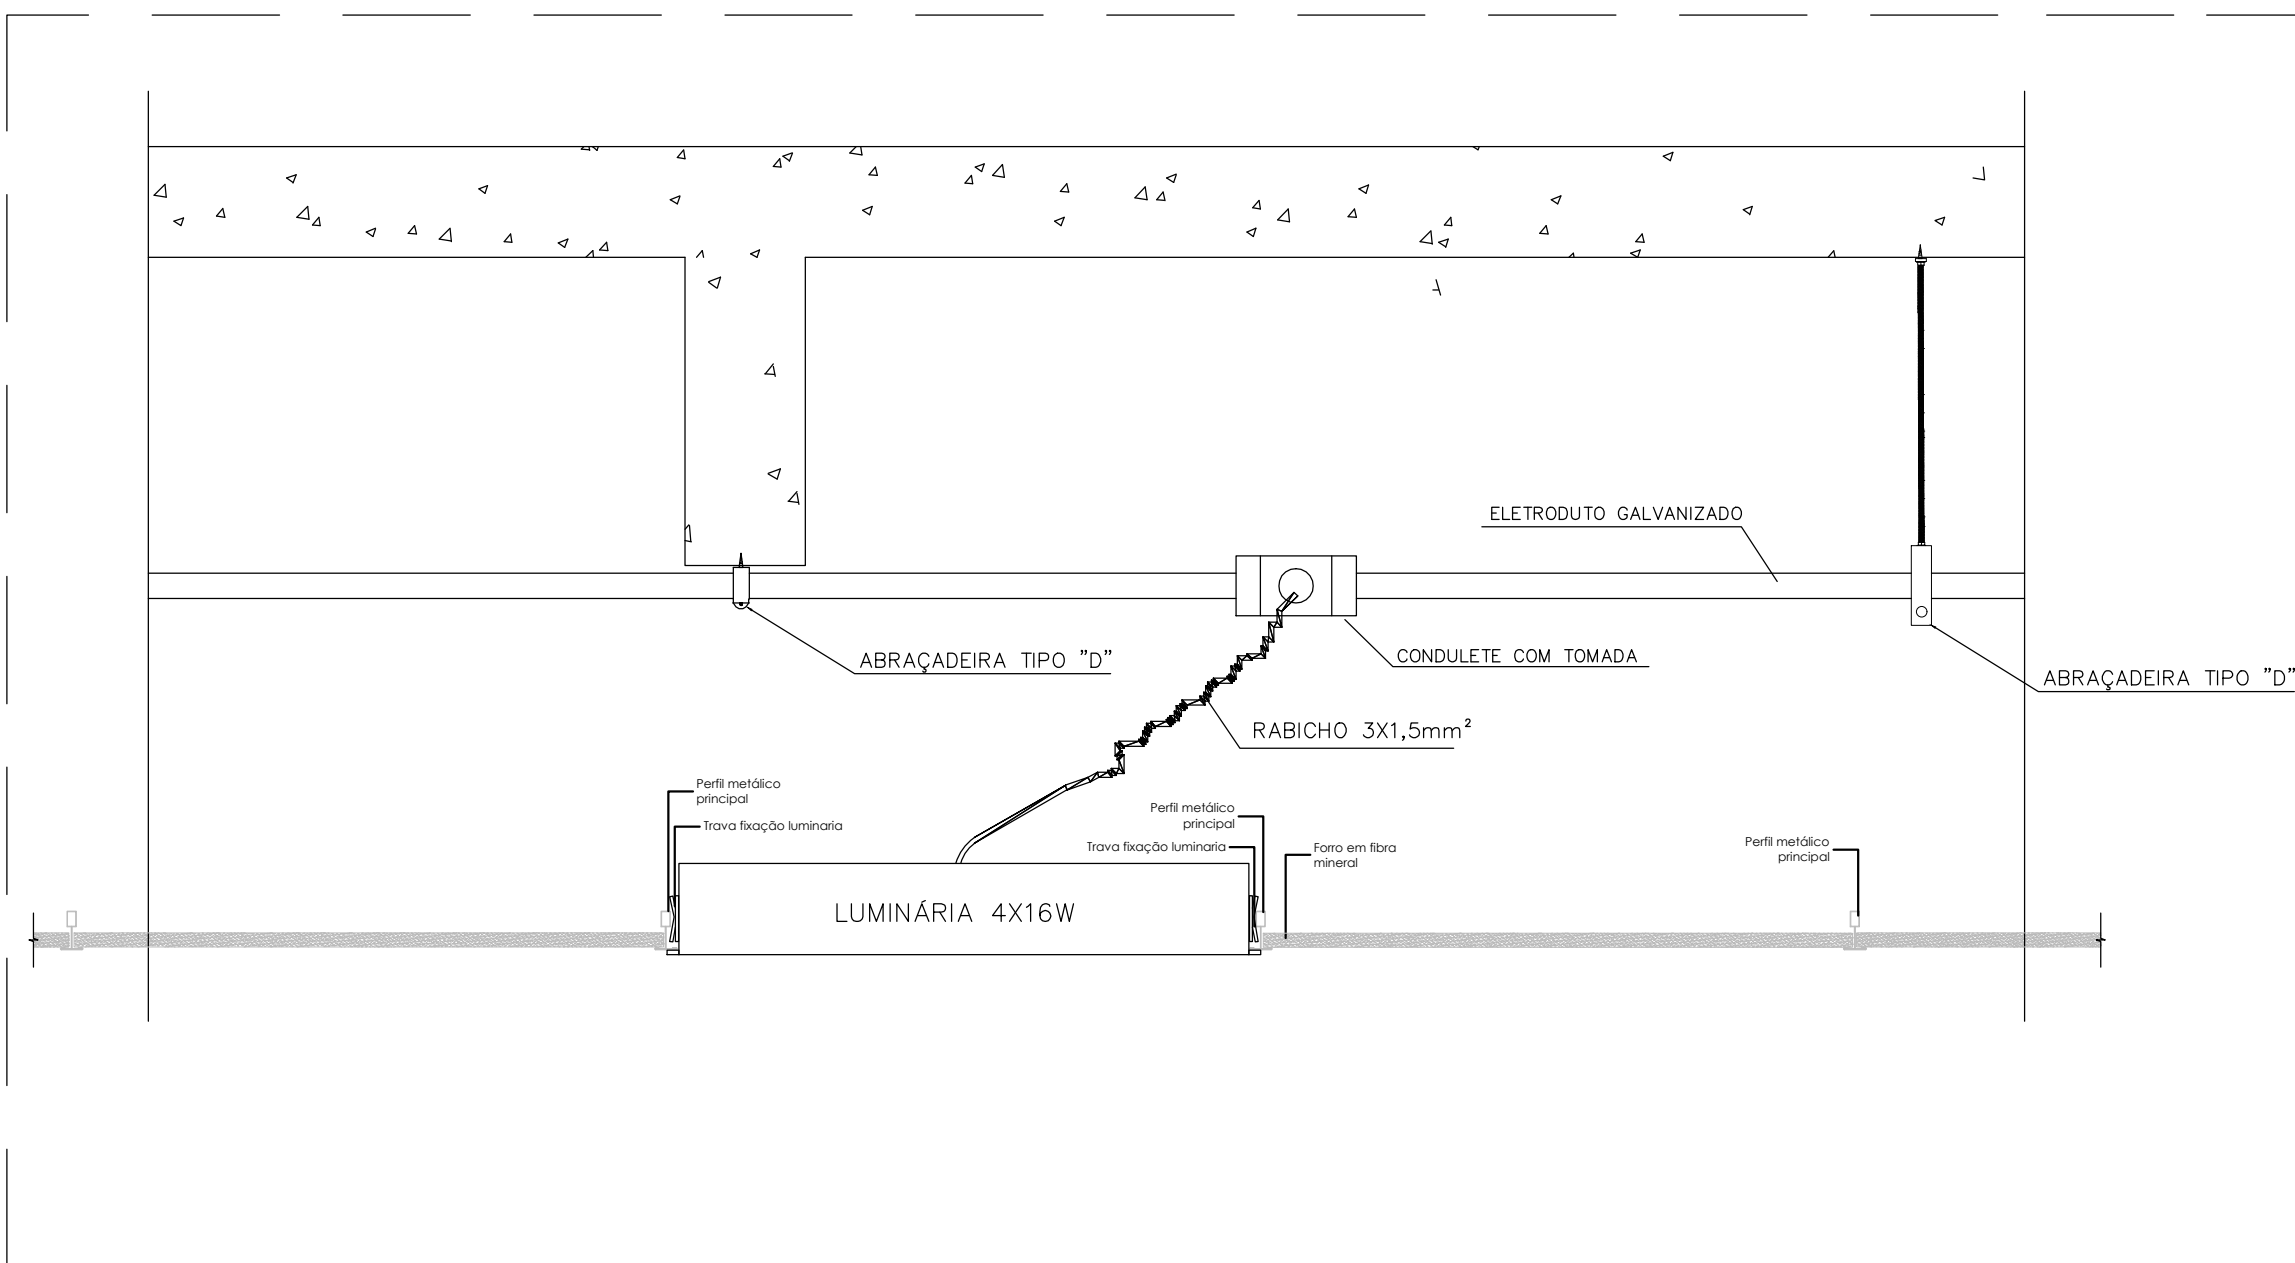 ELETRODUTO GALVANIZADO
ABRAÇADEIRA TIPO "D"
CONDULETE COM TOMADA
ABRAÇADEIRA TIPO "D"
RABICHO 3X1,5mm²
Perfil metálico
principal
Trava fixação luminaria
Perfil metálico
principal
Trava fixação luminaria
Forro em fibra
mineral
Perfil metálico
principal
LUMINÁRIA 4X16W